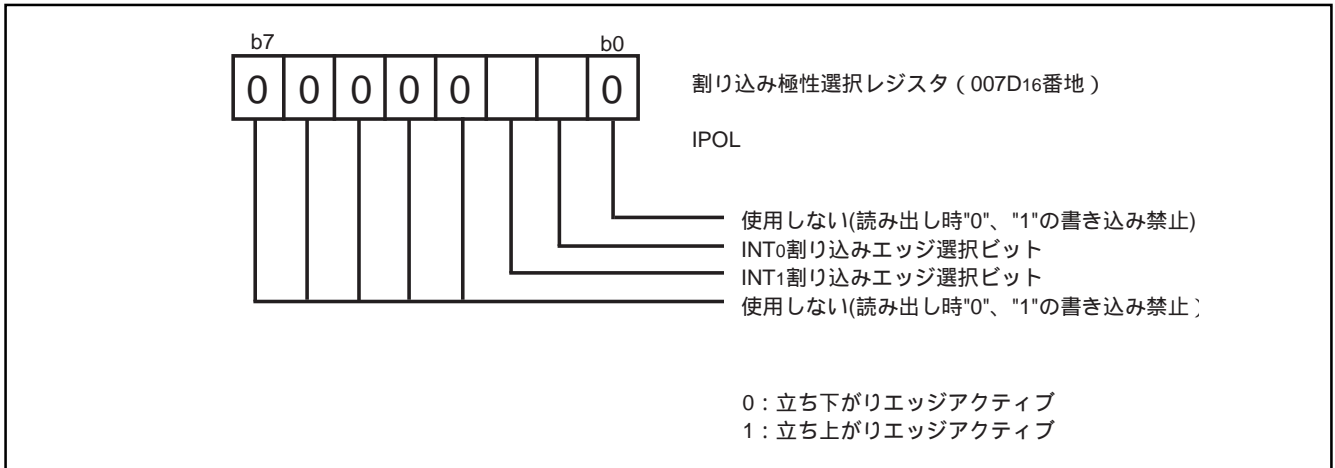 b7 b0
0 0 0 0 0 0
割り込み極性選択レジスタ（007D16番地）
IPOL
使用しない(読み出し時"0"、"1"の書き込み禁止)
INT0割り込みエッジ選択ビット
INT1割り込みエッジ選択ビット
使用しない(読み出し時"0"、"1"の書き込み禁止）
0：立ち下がりエッジアクティブ
1：立ち上がりエッジアクティブ